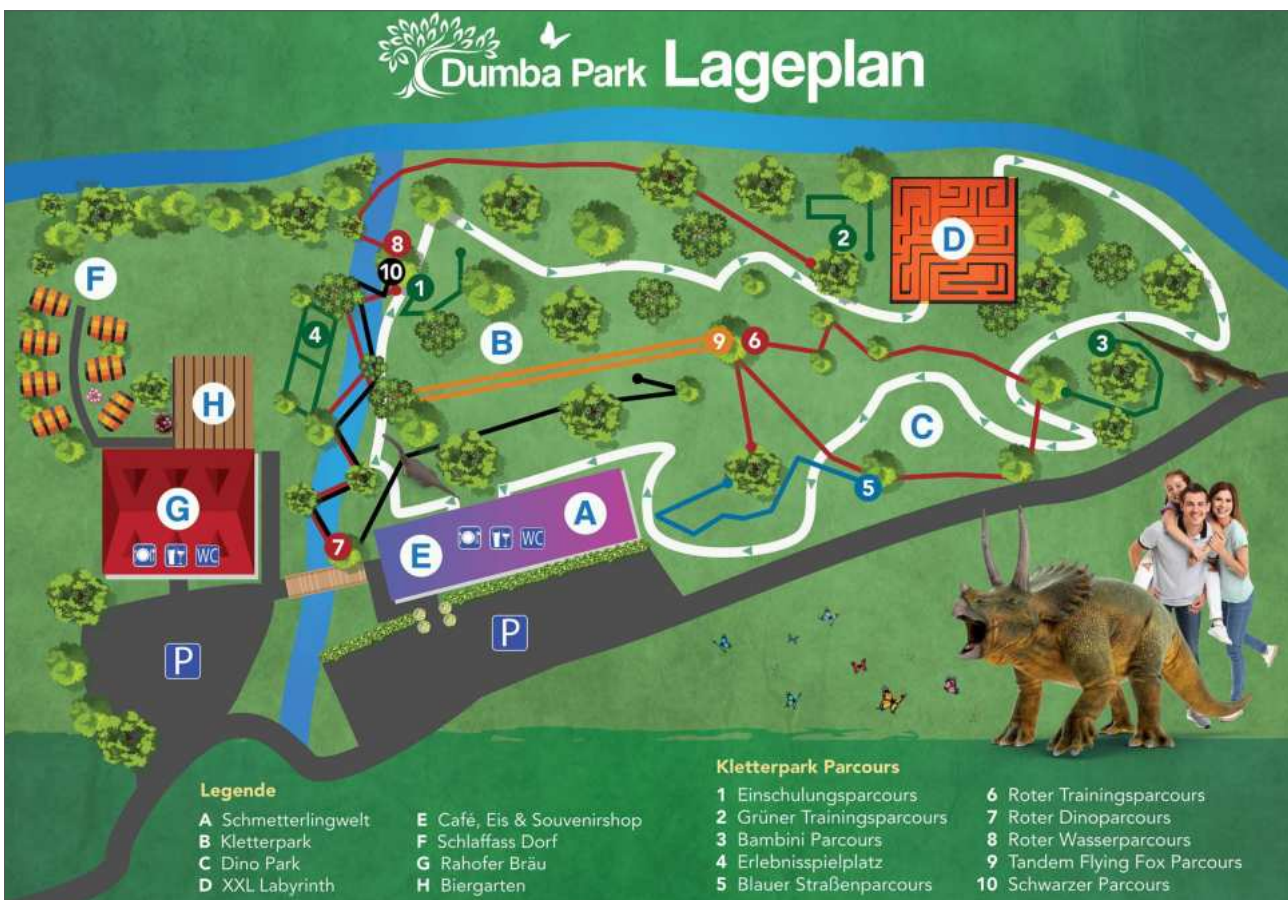 Dumba Park Lageplan
8
10
1
2
D
F
4
B
9
6
3
H
C
G
WC
7
E
WC
A
5
P
P
Legende
A Schmetterlingwelt
B Kletterpark
C Dino Park
D XXL Labyrinth
E Café, Eis & Souvenirshop
F Schlaffass Dorf
G Rahofer Bräu
H Biergarten
Kletterpark Parcours
1 Einschulungsparcours
2 Grüner Trainingsparcours
3 Bambini Parcours
4 Erlebnisspielplatz
5 Blauer Straßenparcours
6 Roter Trainingsparcours
7 Roter Dinoparcours
8 Roter Wasserparcours
9 Tandem Flying Fox Parcours
10 Schwarzer Parcours